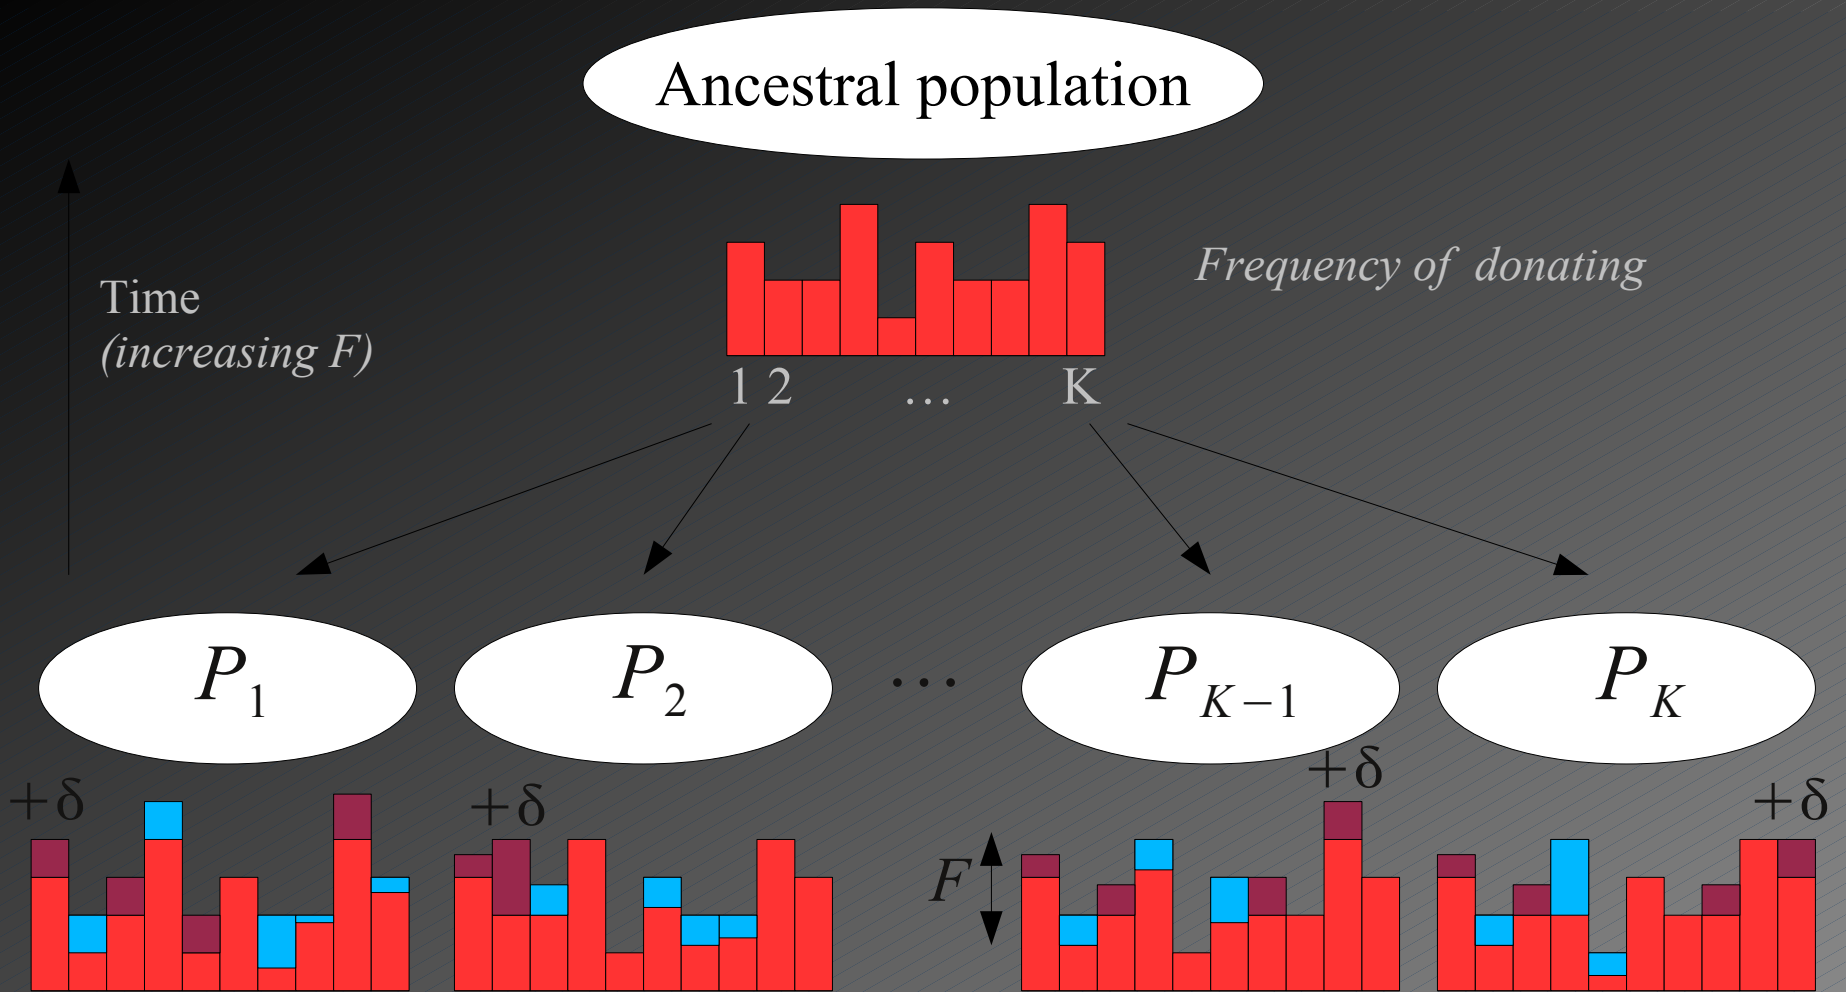 Ancestral population
Frequency of donating
Time
(increasing F)
1 2 … K
P1 P2 … PK−1 PK
+δ +δ +δ +δ
F